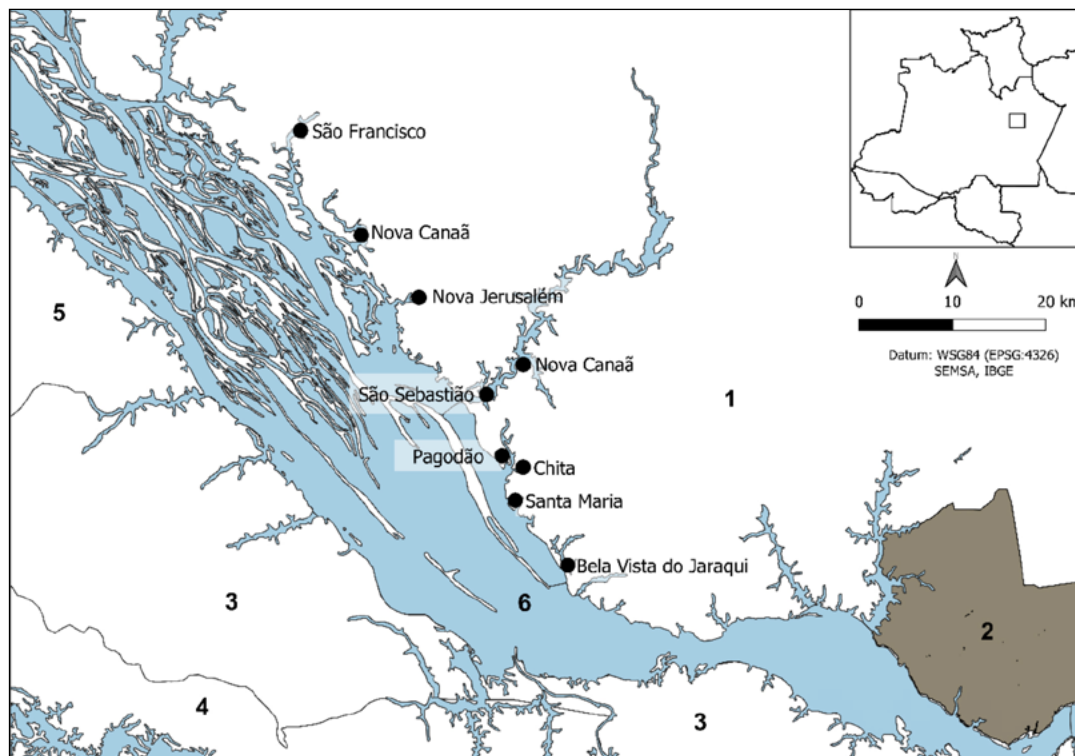 São Francisco
Nova Canaã
Nova Jerusalém
5
Nova Canaã
São Sebastião
1
Pagodão
Chita
Santa Maria
Bela Vista do Jaraqui
3
6
2
4
3
N
0 10 20 km
Datum: WSG84 (EPSG:4326)
SEMSA, IBGE